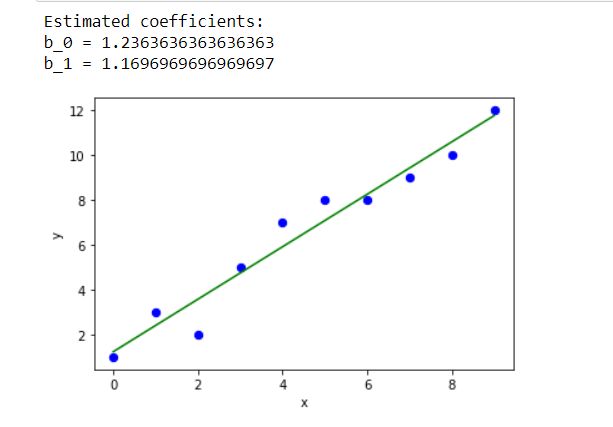 Estimated coefficients:
b_0 = 1.2363636363636363
b_1 = 1.1696969696969697
12
10
8
6
4
2
y
0 2 4 6 8
x